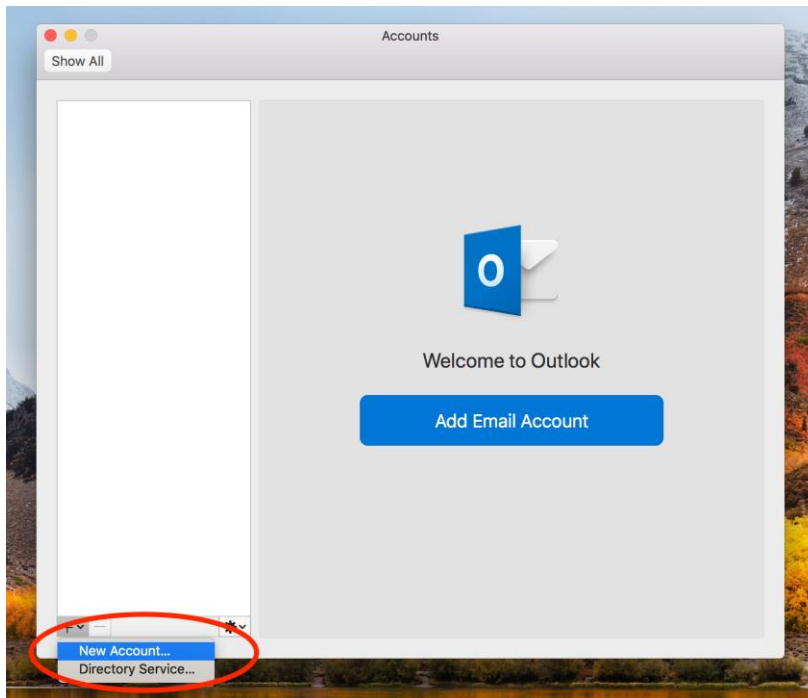 Accounts
Show All
O
Welcome to Outlook
Add Email Account
New Account...
Directory Service...